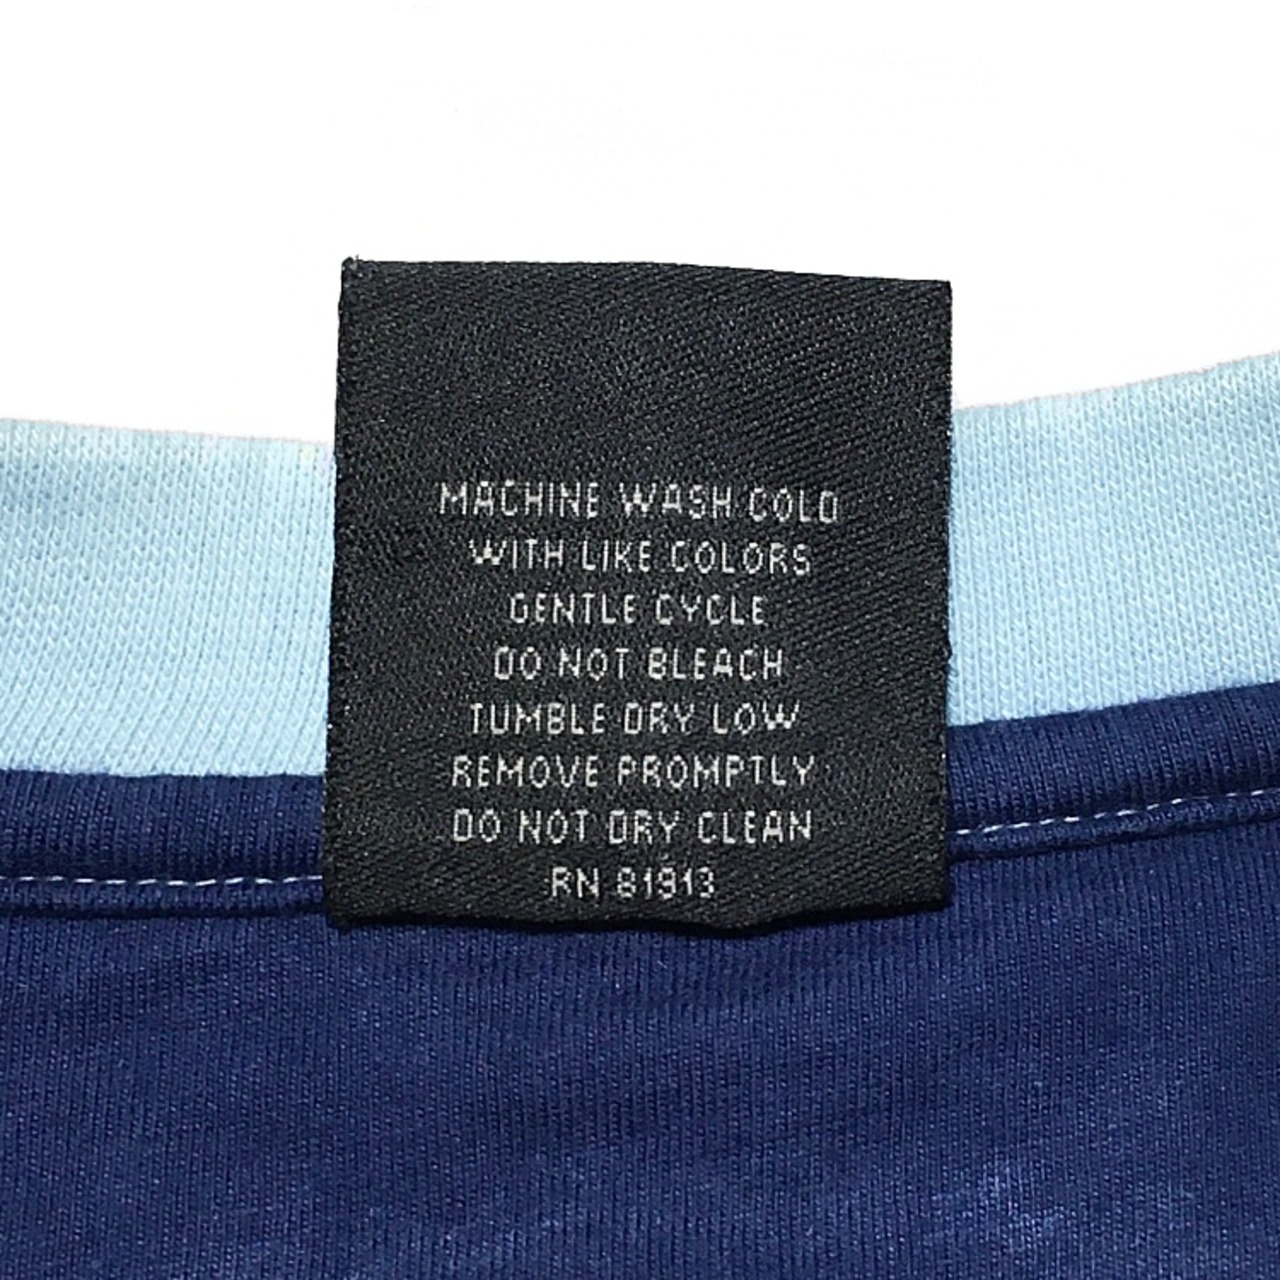 MACHINE WASH COLD
WITH LIKE COLORS
GENTLE CYCLE
DO NOT BLEACH
TUMBLE DRY LOW
REMOVE PROMPTLY
DO NOT DRY CLEAN
RN 81913